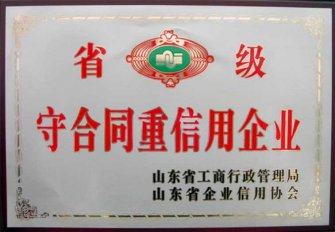 省 级
守合同重信用企业
山东省工商行政管理局
山东省企业信用协会